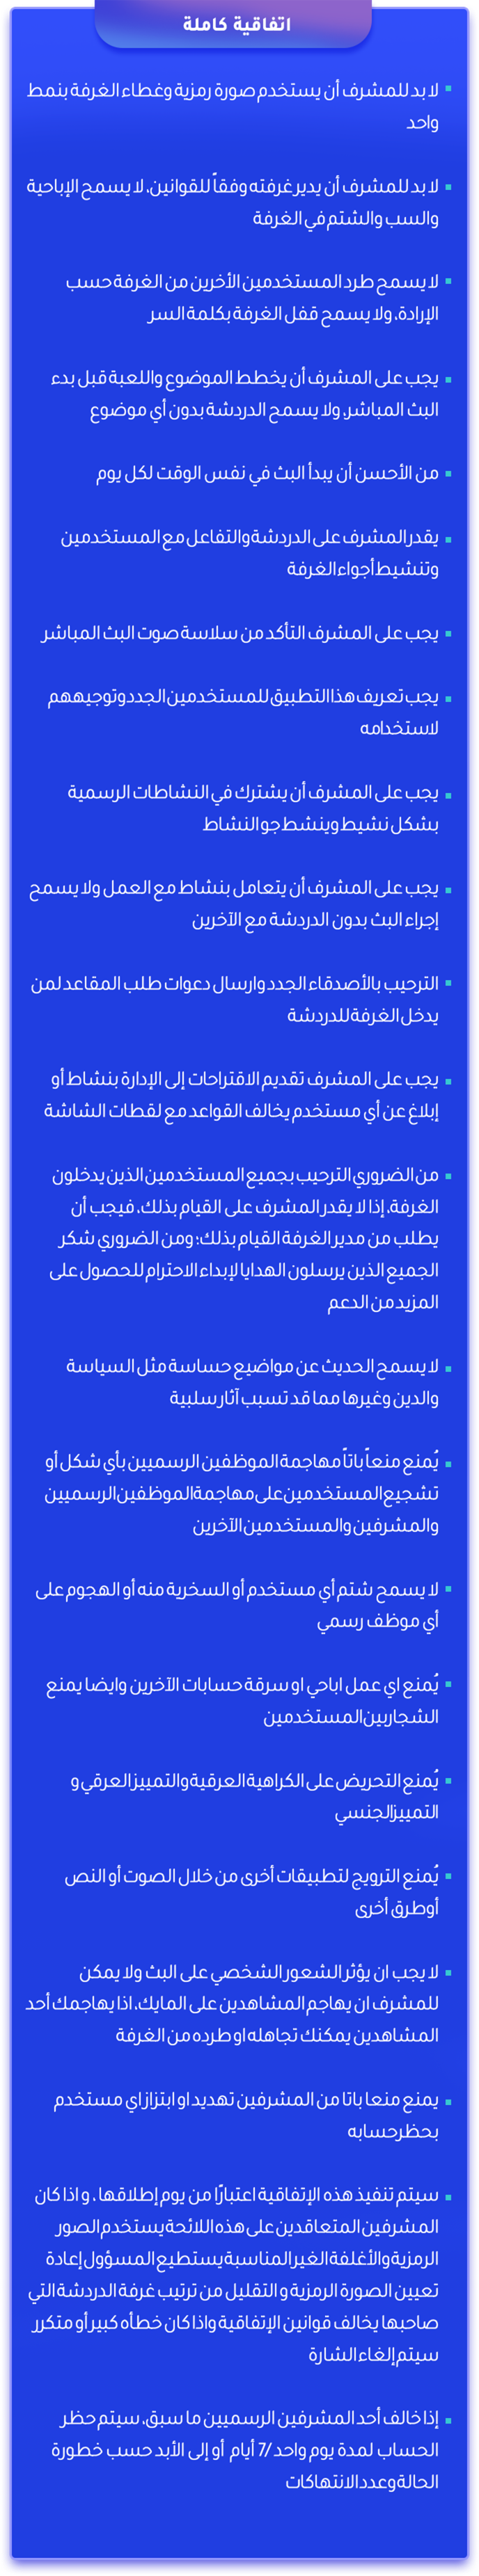 اتفاقية كاملة
لا بد للمشرف أن يستخدم صورة رمزية وغطاء الغرفة بنمط
واحد
لا بد للمشرف أن يدير غرفته وفقاً للقوانين، لا يسمح الإباحية
والسب والشتم في الغرفة
لا يسمح طرد المستخدمين الأخرين من الغرفة حسب
الإرادة، ولا يسمح قفل الغرفة بكلمة السر
يجب على المشرف أن يخطط الموضوع واللعبة قبل بدء
البث المباشر، ولا يسمح الدردشة بدون أي موضوع
من الأحسن أن يبدأ البث في نفس الوقت لكل يوم
يقدر المشرف على الدردشة والتفاعل مع المستخدمين
وتنشيط أجواء الغرفة
يجب على المشرف التأكد من سلاسة صوت البث المباشر
يجب تعريف هذا التطبيق للمستخدمين الجدد وتوجيههم
لاستخدامه
يجب على المشرف أن يشترك في النشاطات الرسمية
بشكل نشيط وينشط جو النشاط
يجب على المشرف أن يتعامل بنشاط مع العمل ولا يسمح
إجراء البث بدون الدردشة مع الآخرين
الترحيب بالأصدقاء الجدد وارسال دعوات طلب المقاعد لمن
يدخل الغرفة للدردشة
يجب على المشرف تقديم الاقتراحات إلى الإدارة بنشاط أو
إبلاغ عن أي مستخدم يخالف القواعد مع لقطات الشاشة
من الضروري الترحيب بجميع المستخدمين الذين يدخلون
الغرفة، إذا لا يقدر المشرف على القيام بذلك، فيجب أن
يطلب من مدير الغرفة القيام بذلك؛ ومن الضروري شكر
الجميع الذين يرسلون الهدايا لإبداء الاحترام للحصول على
المزيد من الدعم
لا يسمح الحديث عن مواضيع حساسة مثل السياسة
والدين وغيرها مما قد تسبب آثار سلبية
يُمنع منعاً باتاً مهاجمة الموظفين الرسميين بأي شكل أو
تشجيع المستخدمين على مهاجمة الموظفين الرسميين
والمشرفين والمستخدمين الآخرين
لا يسمح شتم أي مستخدم أو السخرية منه أو الهجوم على
أي موظف رسمي
يُمنع اي عمل اباحي او سرقة حسابات الآخرين وايضا يمنع
الشجار بين المستخدمين
يُمنع التحريض على الكراهية العرقية والتمييز العرقي و
التمييز الجنسي
يُمنع الترويج لتطبيقات أخرى من خلال الصوت أو النص
أو طرق أخرى
لا يجب ان يؤثر الشعور الشخصي على البث ولا يمكن
للمشرف ان يهاجم المشاهدين على المايك، اذا يهاجمك أحد
المشاهدين يمكنك تجاهله او طرده من الغرفة
يمنع منعا باتا من المشرفين تهديد او ابتزاز اي مستخدم
بحظر حسابه
سيتم تنفيذ هذه الإتفاقية اعتبارًا من يوم إطلاقها ، و اذا كان
المشرفين المتعاقدين على هذه اللائحة يستخدم الصور
الرمزية والأغلفة الغير المناسبة يستطيع المسؤول إعادة
تعيين الصورة الرمزية و التقليل من ترتيب غرفة الدردشة التي
صاحبها يخالف قوانين الإتفاقية واذا كان خطأه كبير أو متكرر
سيتم إلغاء الشارة
إذا خالف أحد المشرفين الرسميين ما سبق، سيتم حظر
الحساب لمدة يوم واحد /7 أيام أو إلى الأبد حسب خطورة
الحالة وعدد الانتهاكات